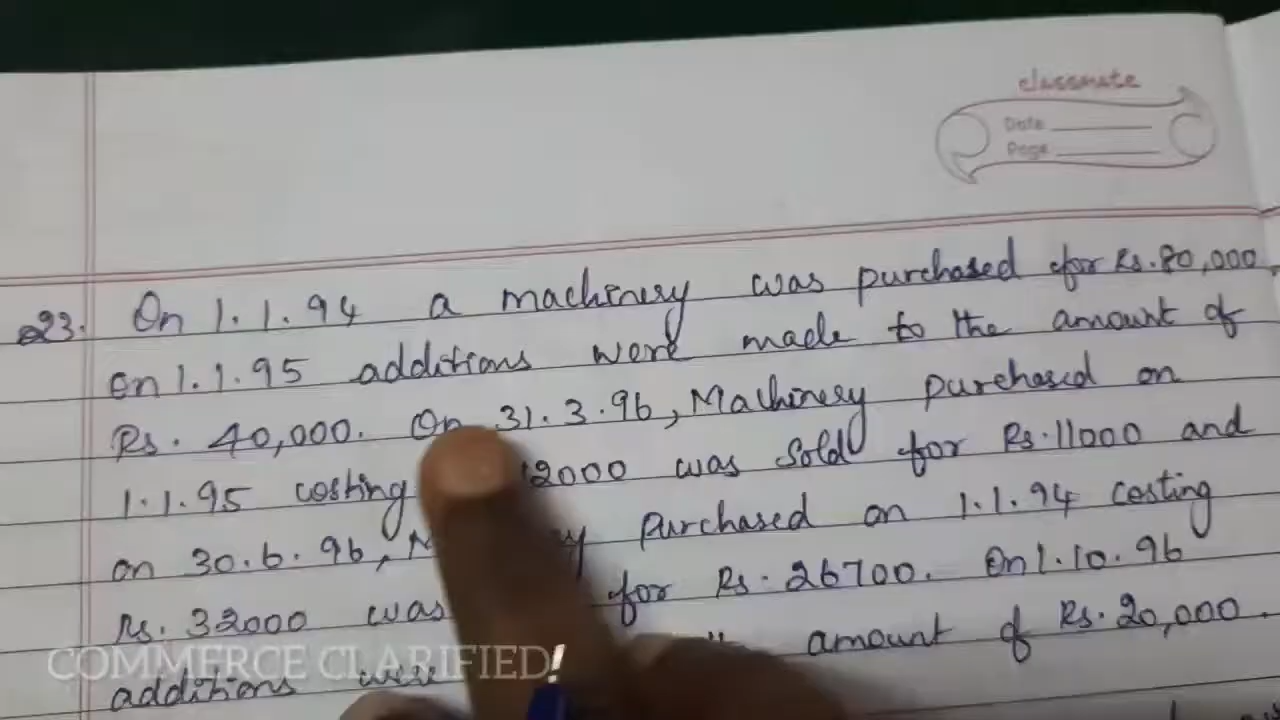 classmate
Date
Page
23. On 1.1.94 a machinery was purchased for Rs.80,000.
On 1.1.95 additions were made to the amount of
Rs. 40,000. On 31.3.96, Machinery purchased on
1.1.95 costing 12000 was sold for Rs.11000 and
on 30.6.96, purchased on 1.1.94 costing
Rs. 32000 was for Rs. 26700. On 1.10.96
additions were amount of Rs. 20,000.
COMMERCE CLARIFIED!